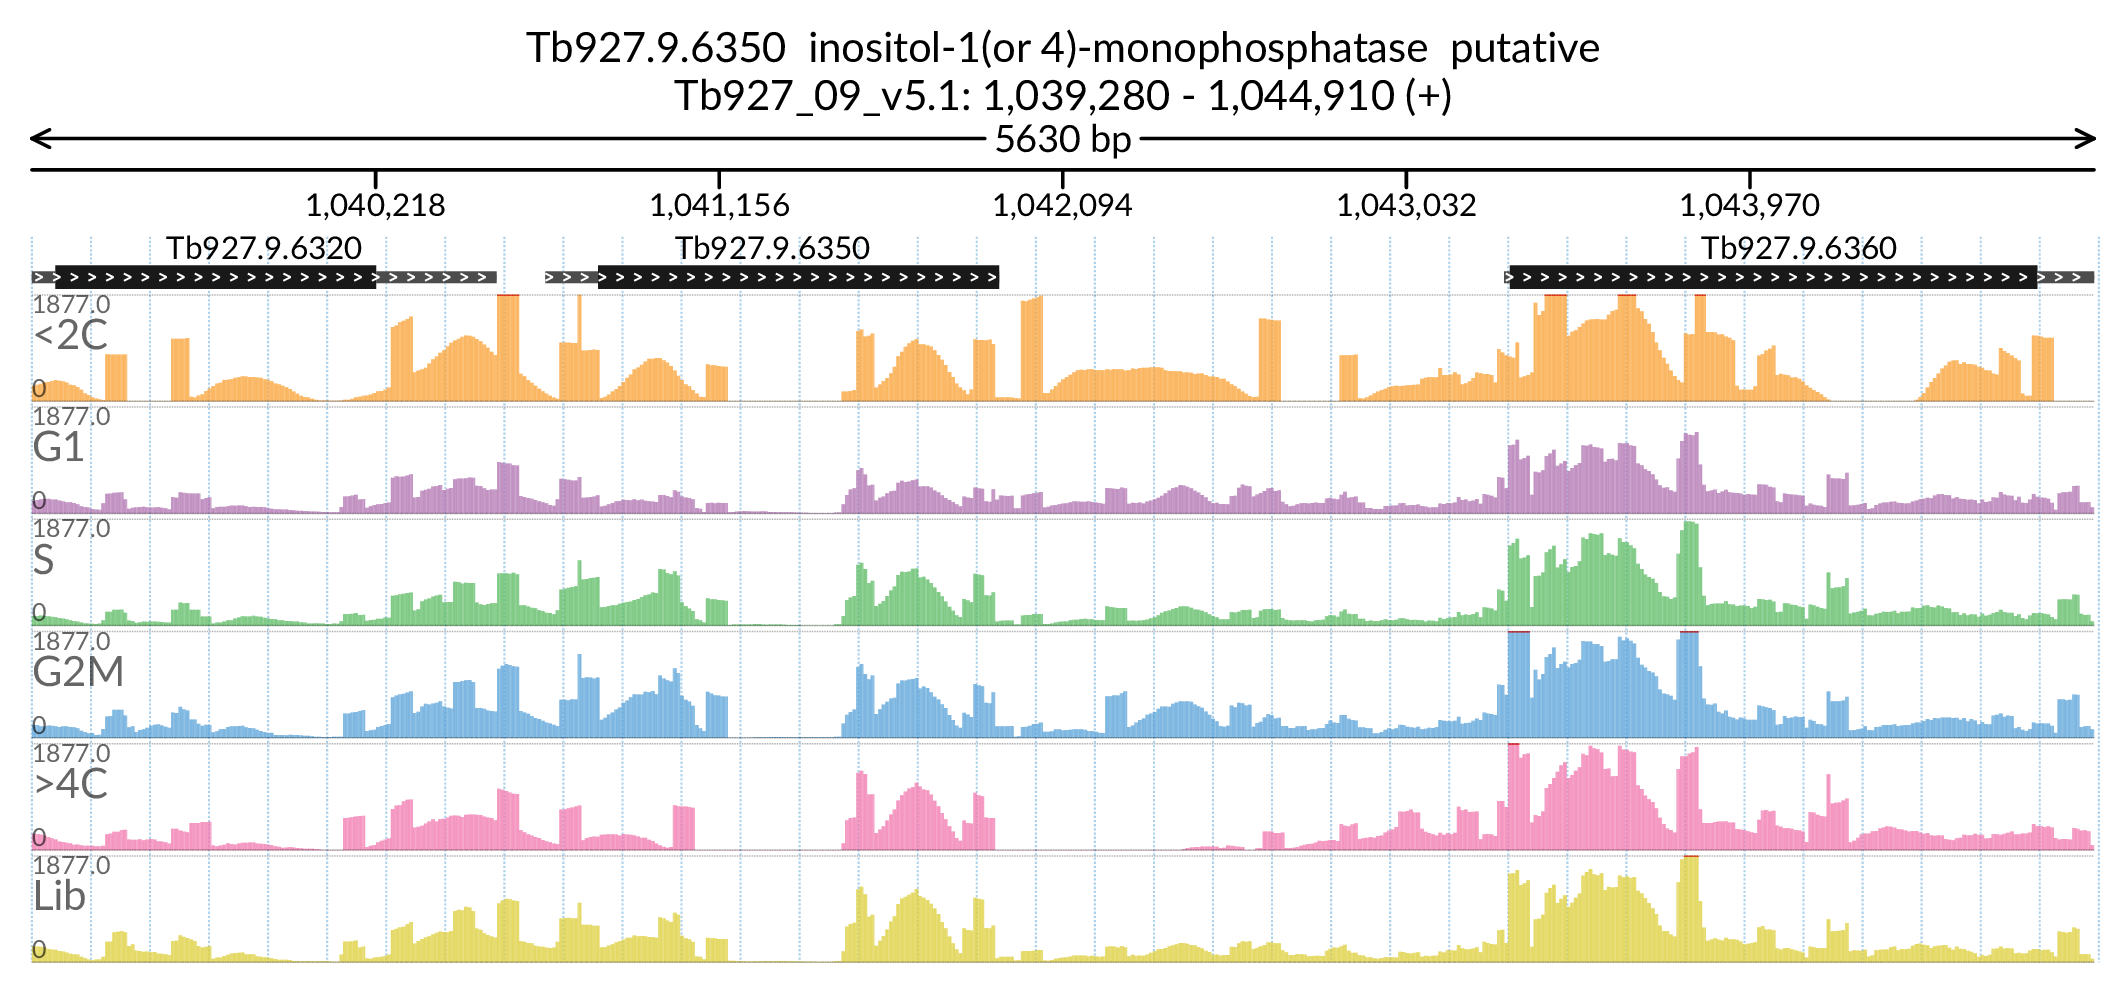 Tb927.9.6350 inositol-1(or 4)-monophosphatase putative
Tb927_09_v5.1: 1,039,280 - 1,044,910 (+)
5630 bp
1,040,218 1,041,156 1,042,094 1,043,032 1,043,970
Tb927.9.6320 Tb927.9.6350 Tb927.9.6360
1877.0
<2C
0
1877.0
G1
0
1877.0
S
0
1877.0
G2M
0
1877.0
>4C
0
1877.0
Lib
0